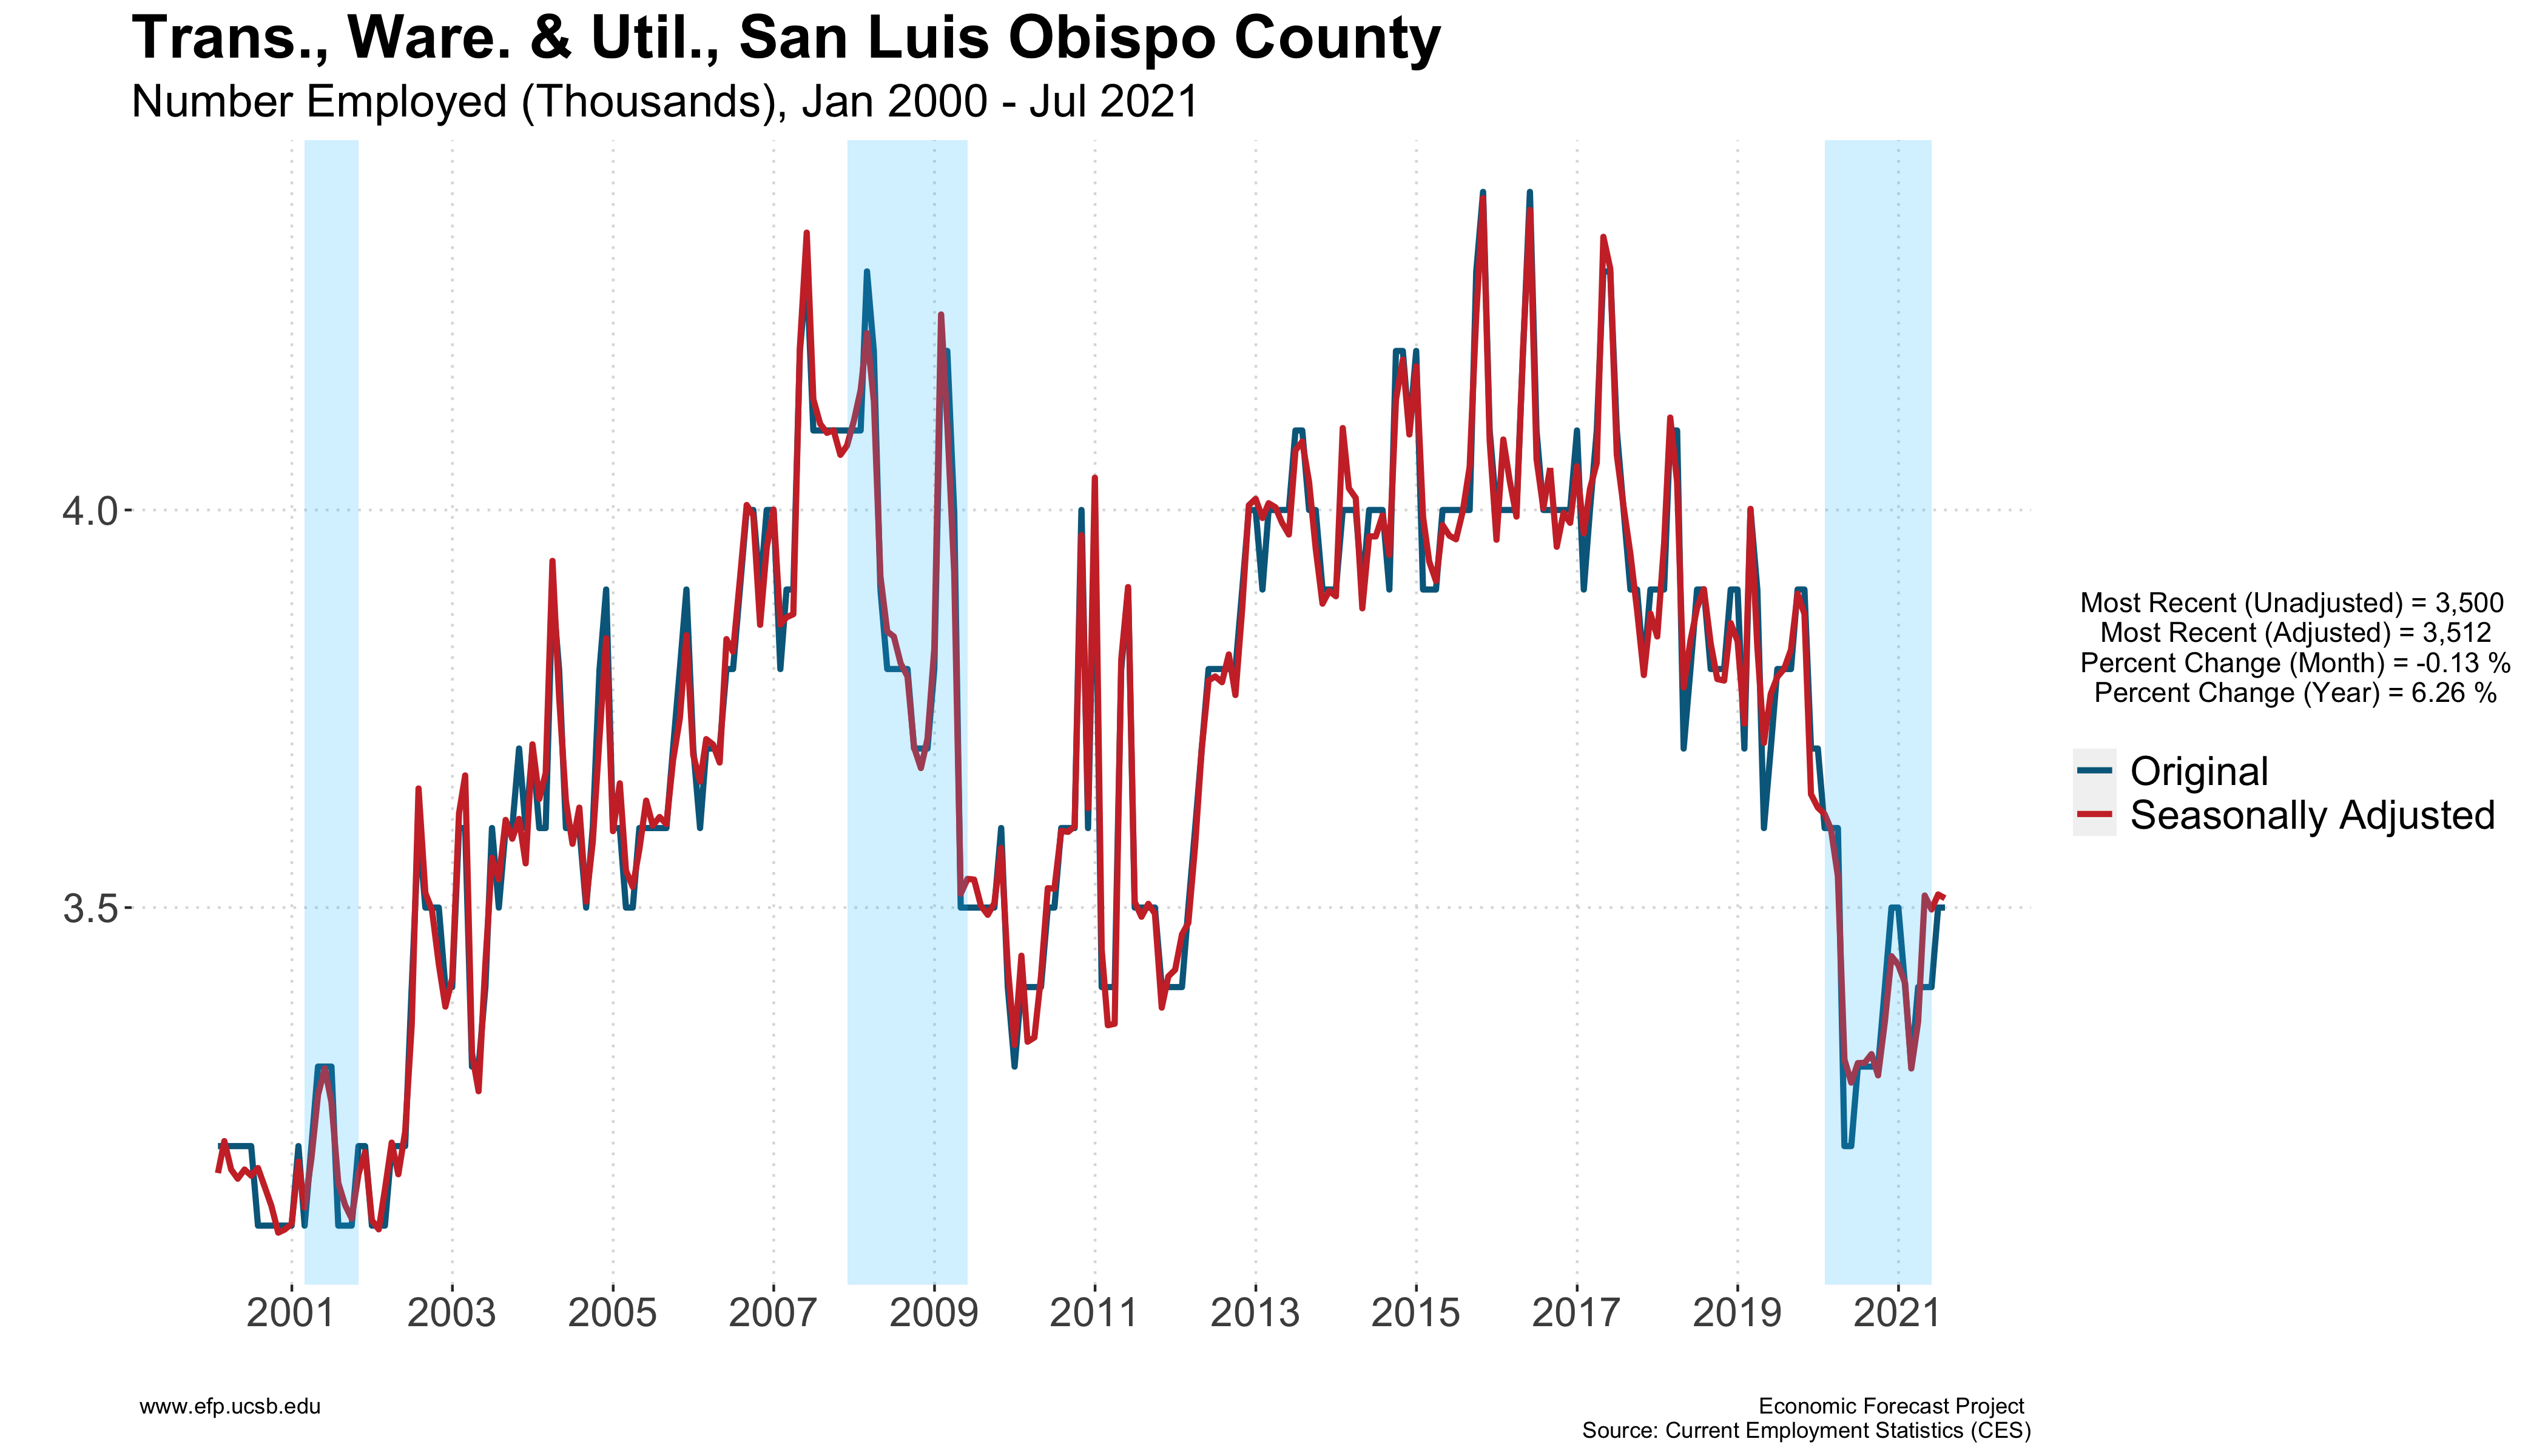 Trans., Ware. & Util., San Luis Obispo County
Number Employed (Thousands), Jan 2000 - Jul 2021
4.0
3.5
Most Recent (Unadjusted) = 3,500
Most Recent (Adjusted) = 3,512
Percent Change (Month) = -0.13 %
Percent Change (Year) = 6.26 %
Original
Seasonally Adjusted
2001 2003 2005 2007 2009 2011 2013 2015 2017 2019 2021
www.efp.ucsb.edu
Economic Forecast Project
Source: Current Employment Statistics (CES)